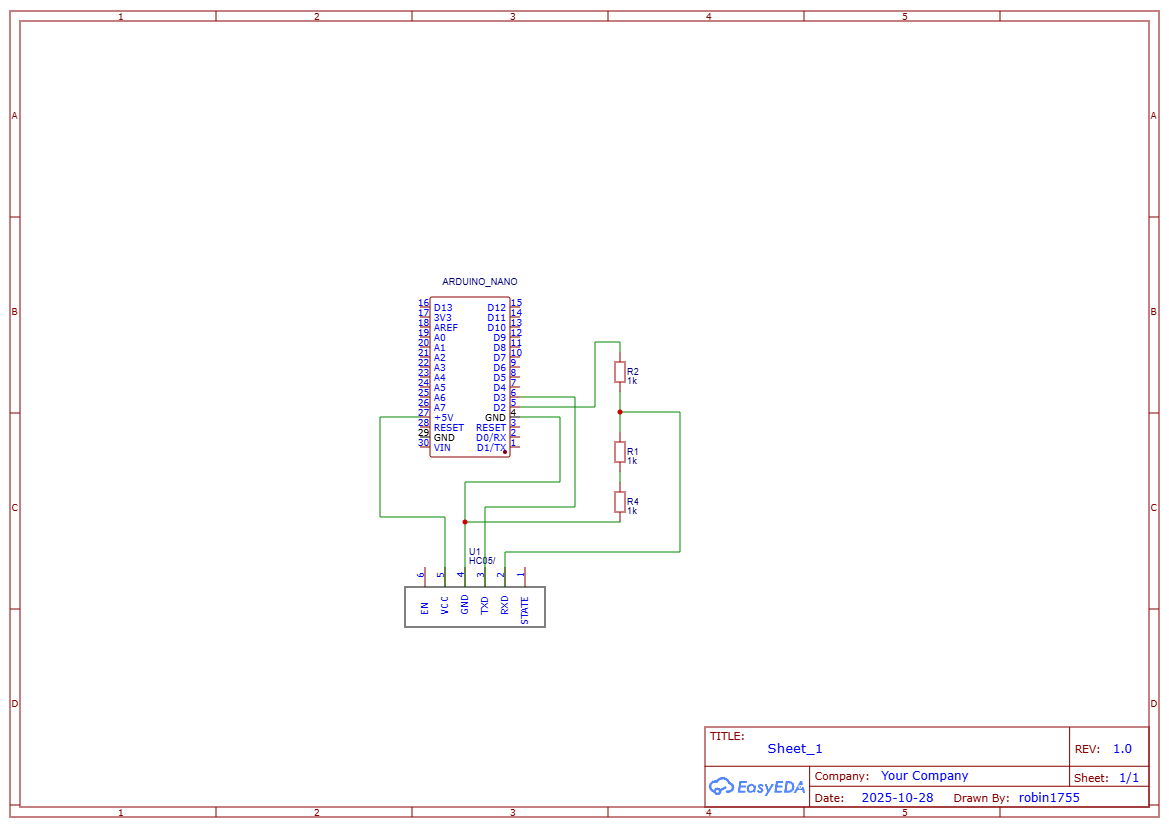 1 2 3 4 5
A A
ARDUINO_NANO
16 D13 D12 15
17 3V3 D11 14
18 AREF D10 13
19 A0 D9 12
20 A1 D8 11
21 A2 D7 10
22 A3 D6 9
23 A4 D5 8
24 A5 D4 7
25 A6 D3 6
26 A7 D2 5
27 +5V GND 4
28 RESET RESET 3
29 GND D0/RX 2
30 VIN D1/TX 1
B B
R2
1k
R1
1k
R4
1k
C C
U1
HC05/
6 5 4 3 2 1
EN VCC GND TXD RXD STATE
D D
TITLE:
Sheet_1
REV: 1.0
EasyEDA
Company: Your Company
Sheet: 1/1
Date: 2025-10-28 Drawn By: robin1755
1 2 3 4 5